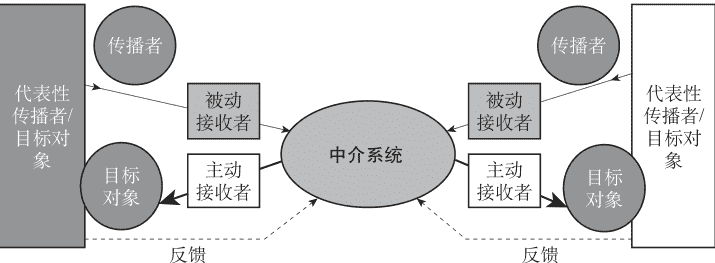 传播者
传播者
代表性
传播者/
目标对
象
被动
接收者
中介系统
被动
接收者
代表性
传播者/
目标对
象
目标
对象
主动
接收者
主动
接收者
目标
对象
反馈
反馈